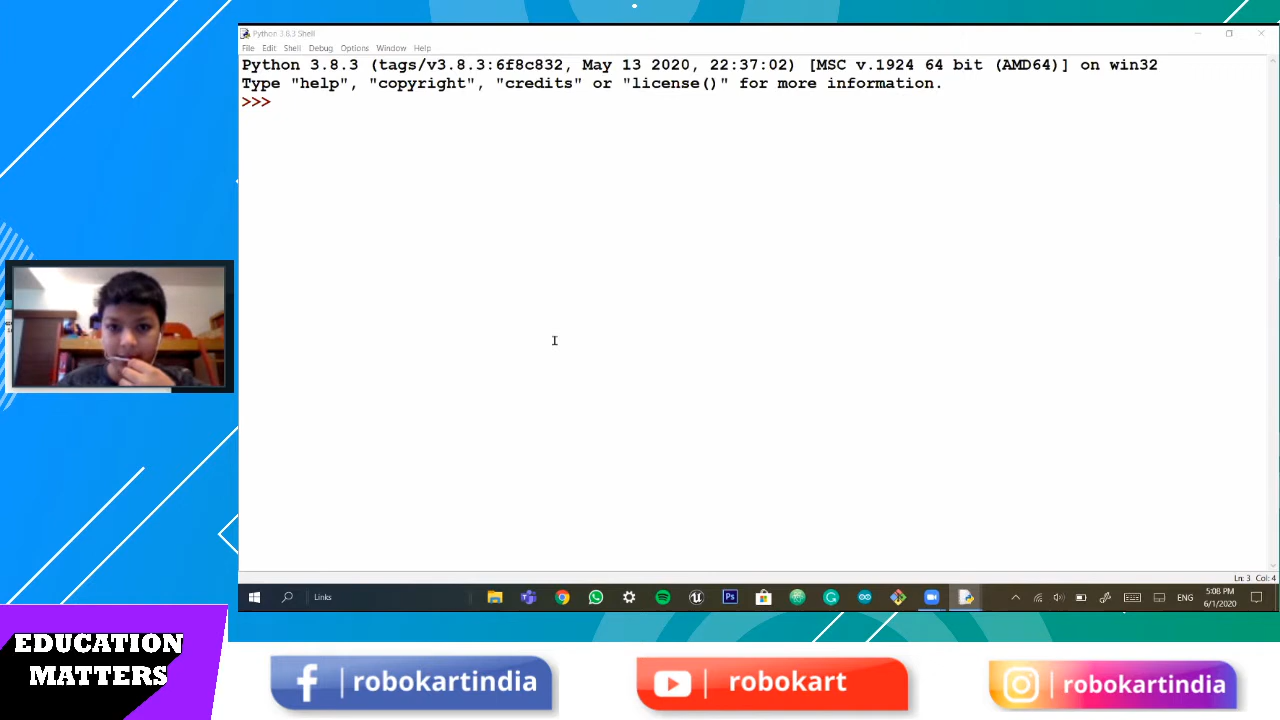 Python 3.8.3 Shell
File Edit Shell Debug Options Window Help
Python 3.8.3 (tags/v3.8.3:6f8c832, May 13 2020, 22:37:02) [MSC v.1924 64 bit (AMD64)] on win32
Type "help", "copyright", "credits" or "license()" for more information.
>>>
Ln: 3 Col: 4
Links
Ps
ENG
5:08 PM
6/1/2020
EDUCATION
MATTERS
f | robokartindia
| robokart
| robokartindia